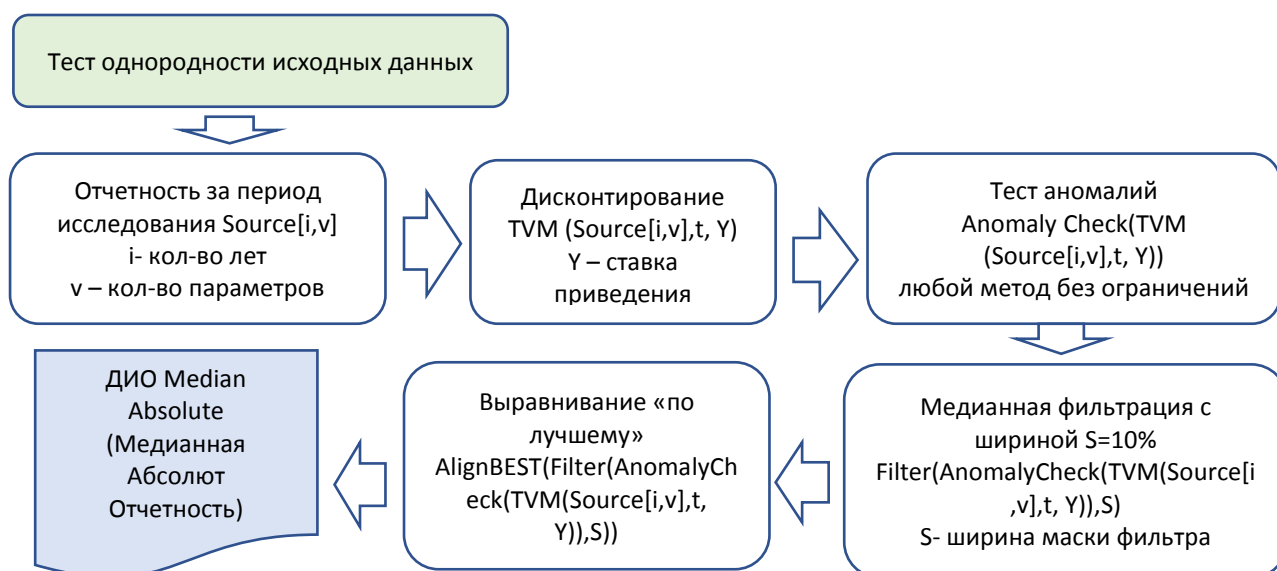 Тест однородности исходных данных
Отчетность за период
исследования Source[i,v]
i- кол-во лет
v – кол-во параметров
Дисконтирование
TVM (Source[i,v],t, Y)
Y – ставка
приведения
Тест аномалий
Anomaly Check(TVM
(Source[i,v],t, Y))
любой метод без ограничений
Медианная фильтрация с
шириной S=10%
Filter(AnomalyCheck(TVM(Source[i
,v],t, Y)),S)
S- ширина маски фильтра
Выравнивание «по
лучшему»
AlignBEST(Filter(AnomalyCh
eck(TVM(Source[i,v],t,
Y)),S))
ДИО Median
Absolute
(Медианная
Абсолют
Отчетность)